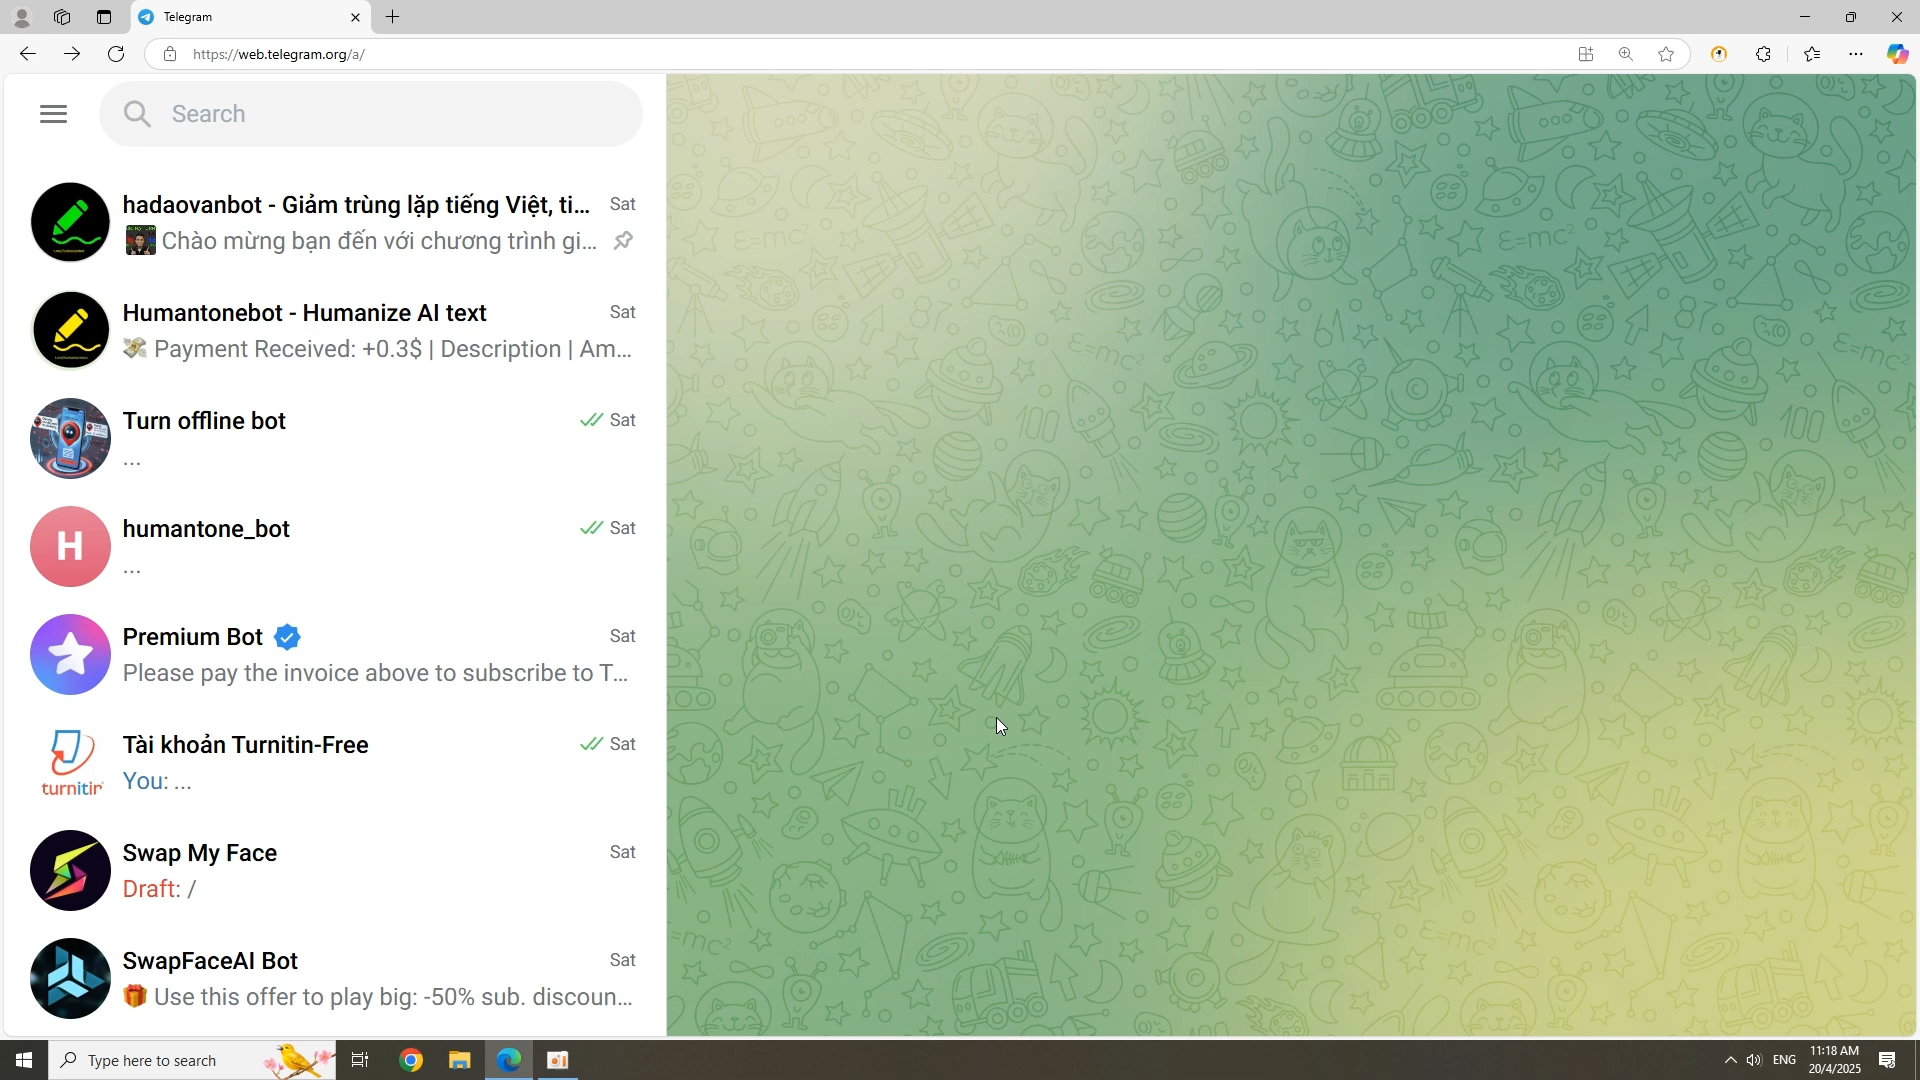 Telegram
https://web.telegram.org/a/
Search
hadaovanbot - Giảm trùng lặp tiếng Việt, ti... Sat
Chào mừng bạn đến với chương trình gi...
Humantonebot - Humanize AI text Sat
💸 Payment Received: +0.3$ | Description | Am...
Turn offline bot Sat
...
H
humantone_bot Sat
...
Premium Bot Sat
Please pay the invoice above to subscribe to T...
turnitin
Tài khoản Turnitin-Free Sat
You: ...
Swap My Face Sat
Draft: /
SwapFaceAI Bot Sat
🎁 Use this offer to play big: -50% sub. discoun...
Type here to search
ENG
11:18 AM
20/4/2025